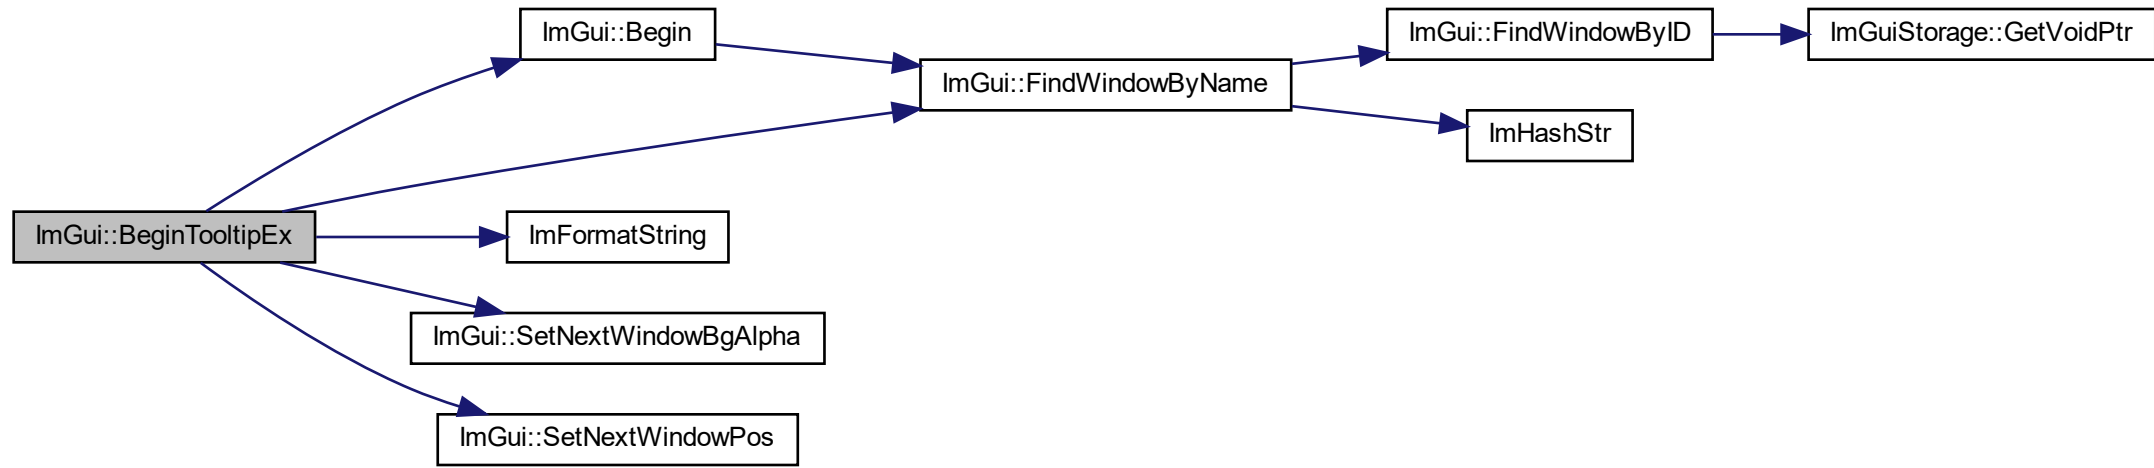 ImGui::Begin
ImGui::FindWindowByID
ImGuiStorage::GetVoidPtr
ImGui::FindWindowByName
ImHashStr
ImGui::BeginTooltipEx
ImFormatString
ImGui::SetNextWindowBgAlpha
ImGui::SetNextWindowPos